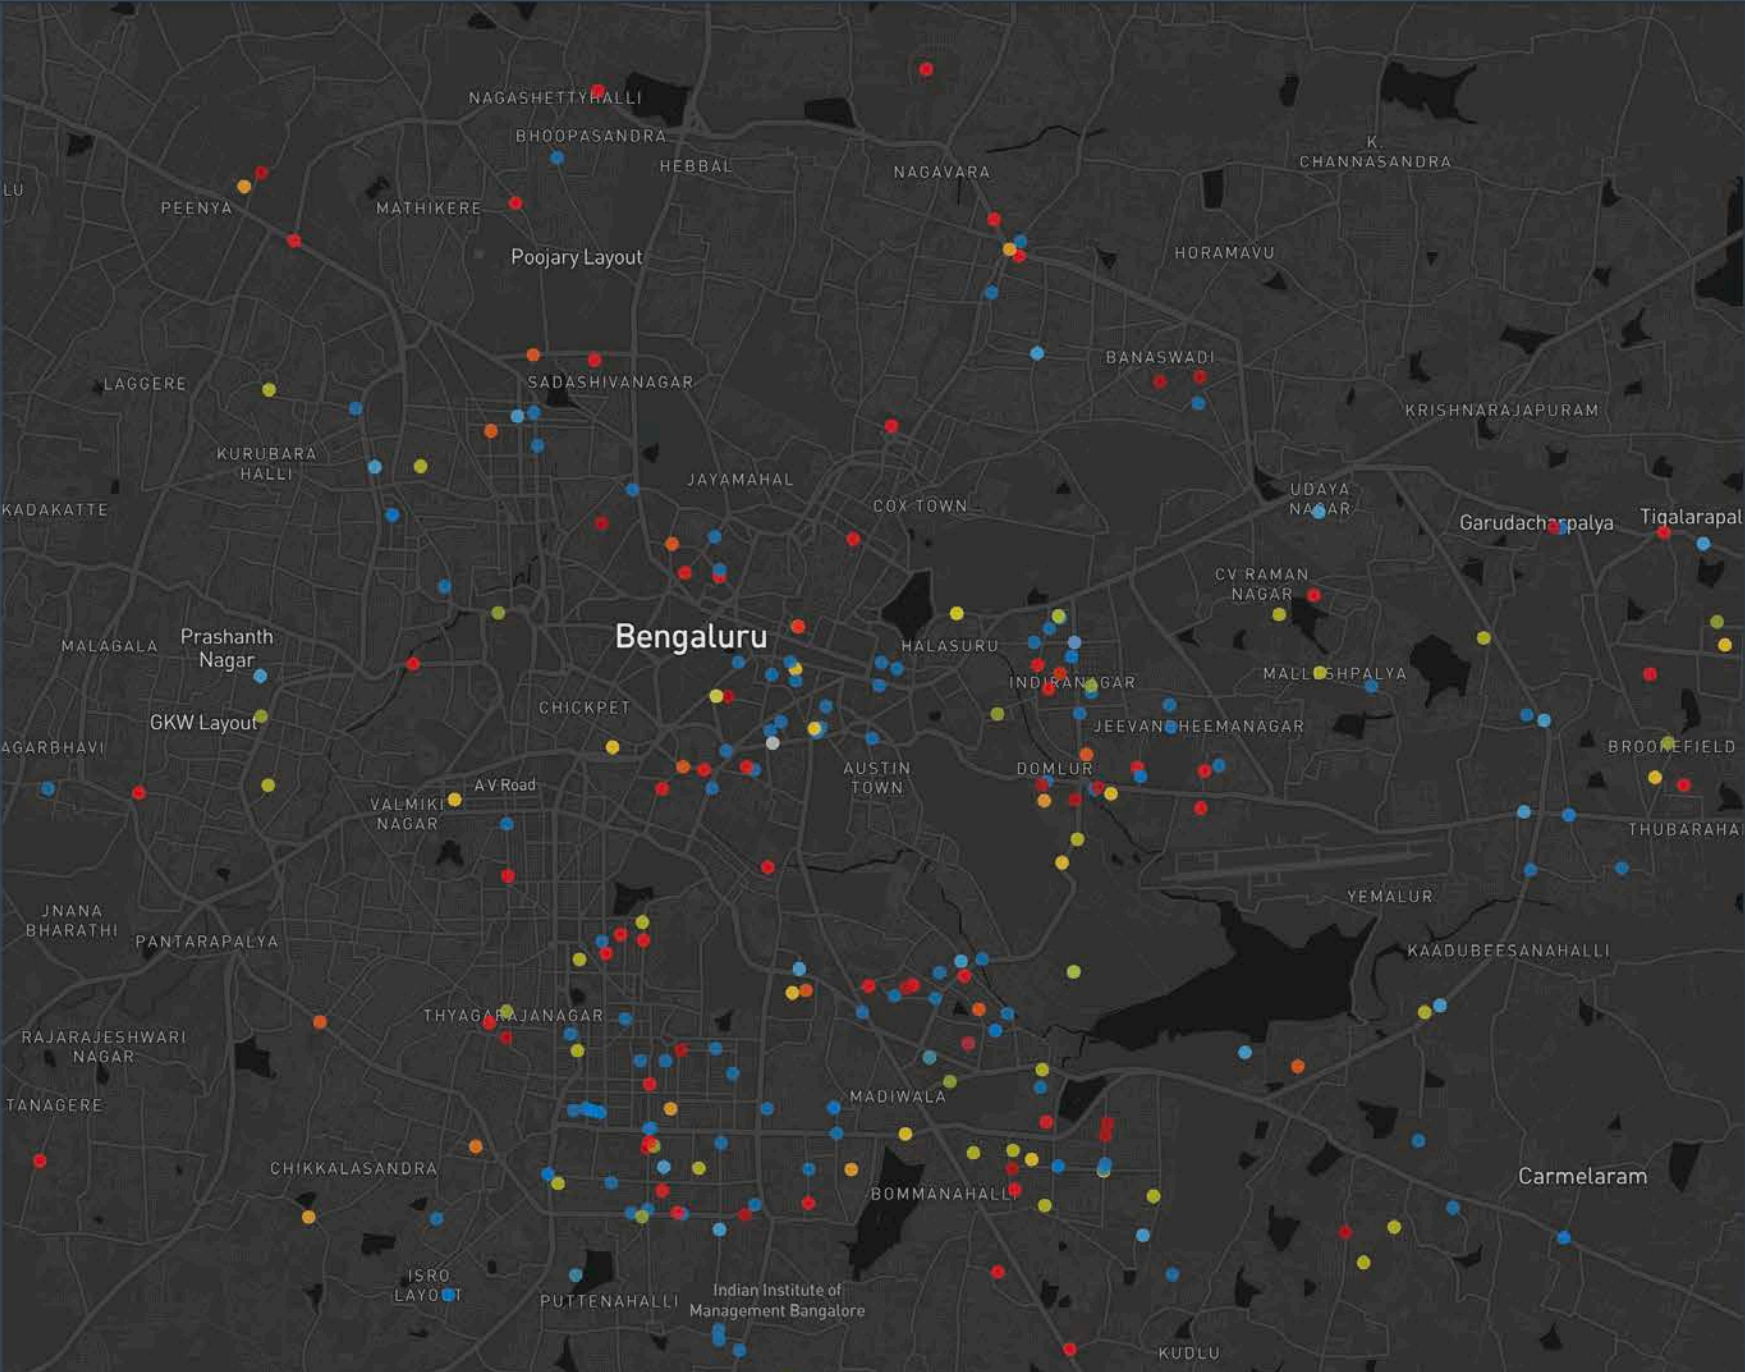 NAGASHETTYHALLI
BHOOPASANDRA
HEBBAL
NAGAVARA
K.
CHANNASANDRA
LU
PEENYA
MATHIKERE
Poojary Layout
HORAMAVU
BANASWADI
LAGGERE
SADASHIVANAGAR
KRISHNARAJAPURAM
KURUBARA
HALLI
JAYAMAHAL
COX TOWN
UDAYA
NAGAR
KADAKATTE
Garudacharpalya
Tigalarapal
CV RAMAN
NAGAR
Bengaluru
MALAGALA
Prashanth
Nagar
HALASURU
INDIRANAGAR
MALLESHPALYA
CHICKPET
GKW Layout
JEEVANBHEEMANAGAR
AGARBHAVI
BROOKEFIELD
AUSTIN
TOWN
DOMLUR
A V Road
VALMIKI
NAGAR
THUBARAHA
YEMALUR
JNANA
BHARATHI
PANTARAPALYA
KAADUBEESANAHALLI
THYAGARAJANAGAR
RAJARAJESHWARI
NAGAR
TANAGERE
MADIWALA
CHIKKALASANDRA
Carmelaram
BOMMANAHALLI
ISRO
LAYOUT
PUTTENAHALLI
Indian Institute of
Management Bangalore
KUDLU